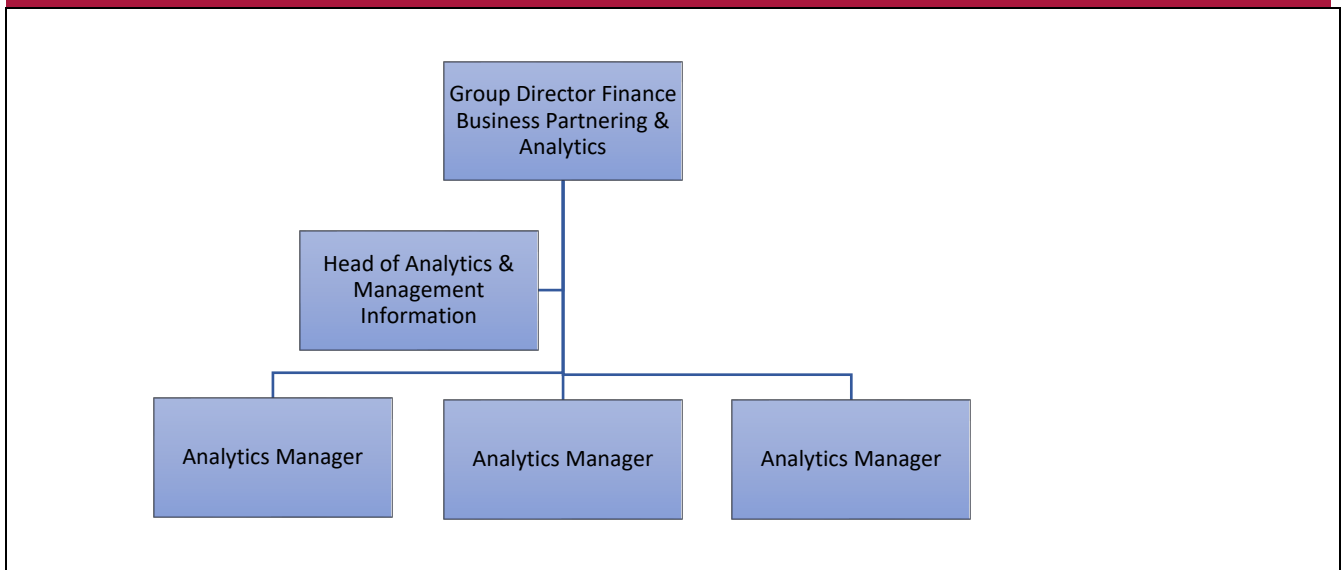 Group Director Finance
Business Partnering &
Analytics
Head of Analytics &
Management
Information
Analytics Manager
Analytics Manager
Analytics Manager